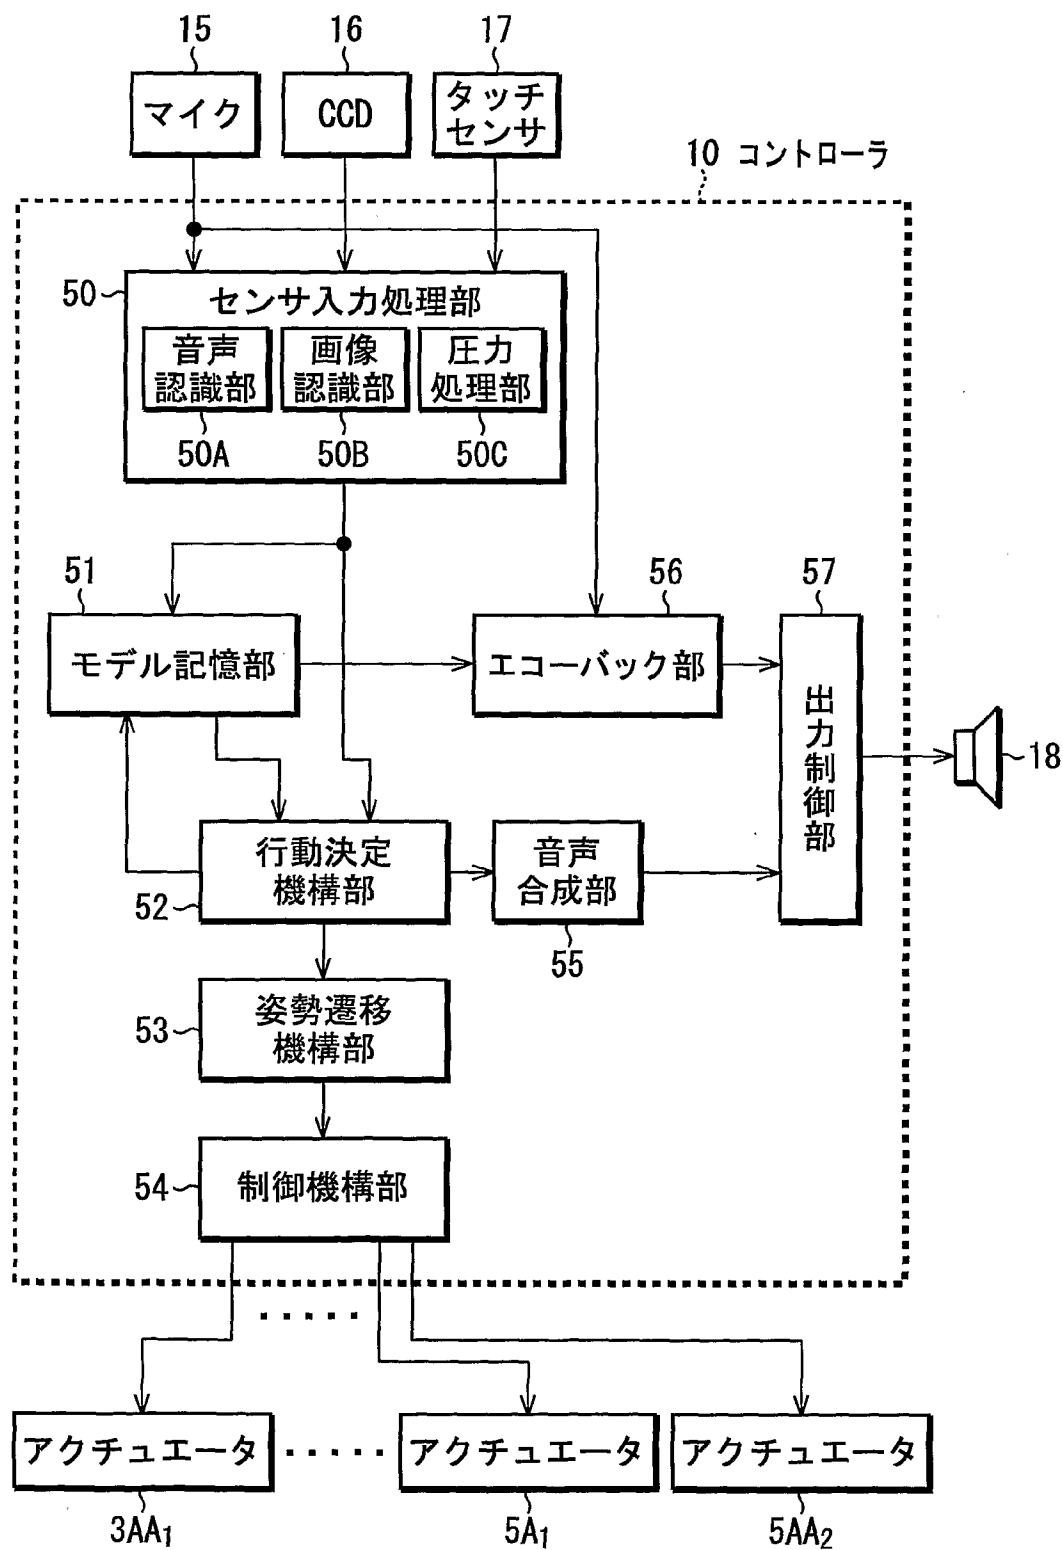 15
16
17
マイク
CCD
タッチ
センサ
10 コントローラ
50
センサ入力処理部
音声
認識部
画像
認識部
圧力
処理部
50A
50B
50C
51
56
57
モデル記憶部
エコーバック部
出力制御部
18
行動決定
機構部
52
音声
合成部
55
53
姿勢遷移
機構部
54
制御機構部
アクチュエータ
アクチュエータ
アクチュエータ
3AA1
5A1
5AA2